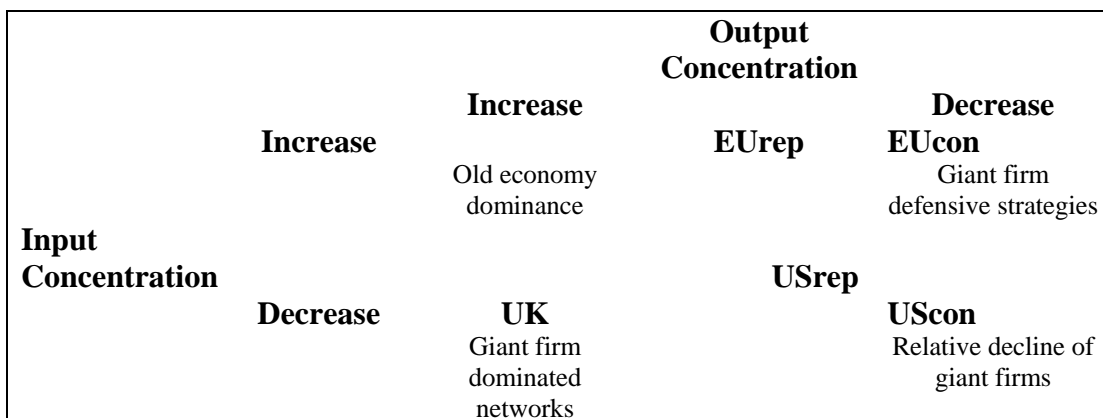 Output
Concentration
Increase Decrease
Increase EUrep EUcon
Old economy Giant firm
dominance defensive strategies
Input
Concentration USrep
Decrease UK UScon
Giant firm Relative decline of
dominated giant firms
networks